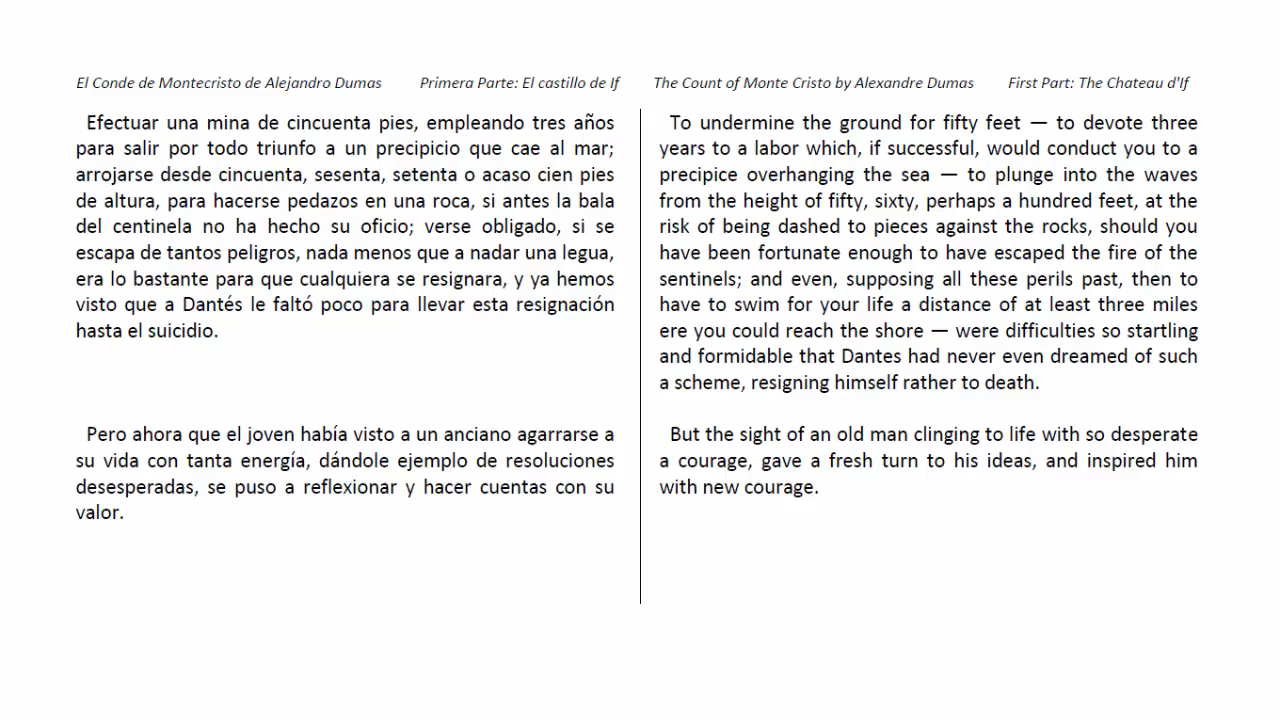 El Conde de Montecristo de Alejandro Dumas Primera Parte: El castillo de If
Efectuar una mina de cincuenta pies, empleando tres años
para salir por todo triunfo a un precipicio que cae al mar;
arrojarse desde cincuenta, sesenta, setenta o acaso cien pies
de altura, para hacerse pedazos en una roca, si antes la bala
del centinela no ha hecho su oficio; verse obligado, si se
escapa de tantos peligros, nada menos que a nadar una legua,
era lo bastante para que cualquiera se resignara, y ya hemos
visto que a Dantés le faltó poco para llevar esta resignación
hasta el suicidio.
Pero ahora que el joven había visto a un anciano agarrarse a
su vida con tanta energía, dándole ejemplo de resoluciones
desesperadas, se puso a reflexionar y hacer cuentas con su
valor.
The Count of Monte Cristo by Alexandre Dumas First Part: The Chateau d'If
To undermine the ground for fifty feet — to devote three
years to a labor which, if successful, would conduct you to a
precipice overhanging the sea — to plunge into the waves
from the height of fifty, sixty, perhaps a hundred feet, at the
risk of being dashed to pieces against the rocks, should you
have been fortunate enough to have escaped the fire of the
sentinels; and even, supposing all these perils past, then to
have to swim for your life a distance of at least three miles
ere you could reach the shore — were difficulties so startling
and formidable that Dantes had never even dreamed of such
a scheme, resigning himself rather to death.
But the sight of an old man clinging to life with so desperate
a courage, gave a fresh turn to his ideas, and inspired him
with new courage.